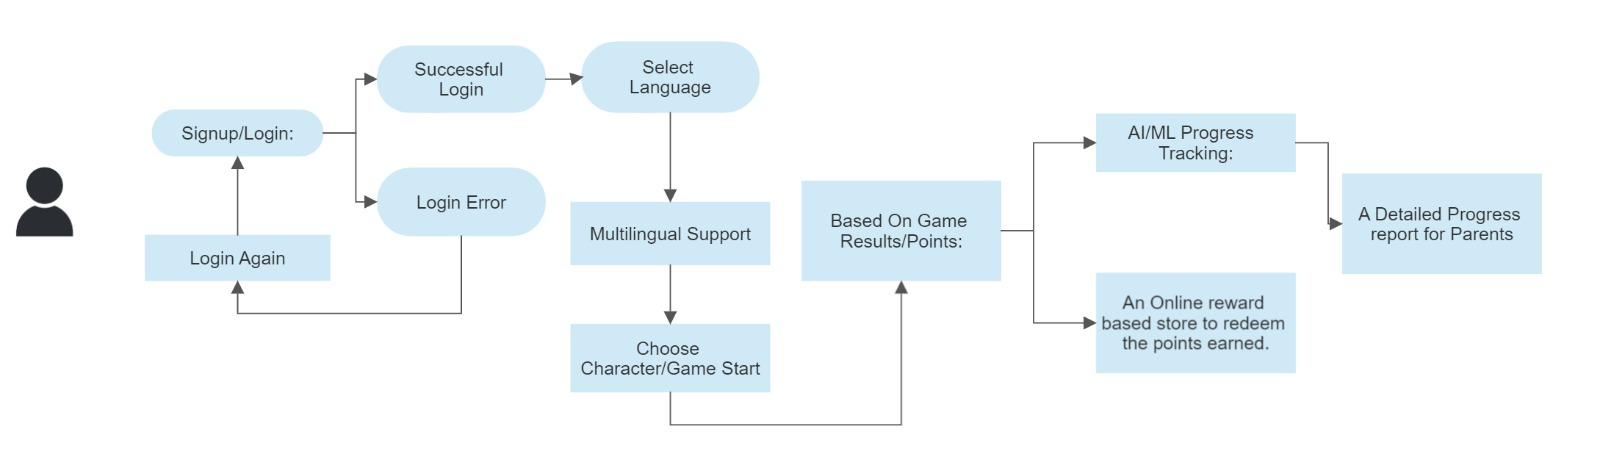 Signup/Login:
Successful
Login
Login Error
Login Again
Select
Language
Multilingual Support
Choose
Character/Game Start
Based On Game
Results/Points:
AI/ML Progress
Tracking:
A Detailed Progress
report for Parents
An Online reward
based store to redeem
the points earned.